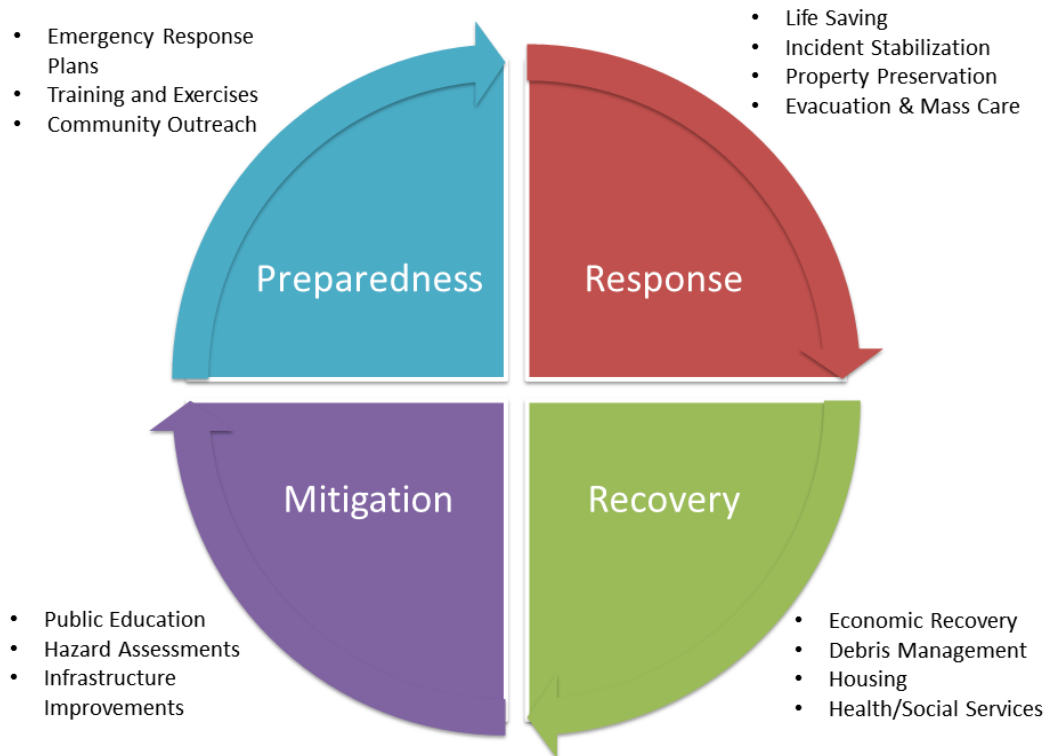 • Emergency Response
Plans
• Training and Exercises
• Community Outreach
• Life Saving
• Incident Stabilization
• Property Preservation
• Evacuation & Mass Care
Preparedness
Response
Mitigation
Recovery
• Public Education
• Hazard Assessments
• Infrastructure
Improvements
• Economic Recovery
• Debris Management
• Housing
• Health/Social Services